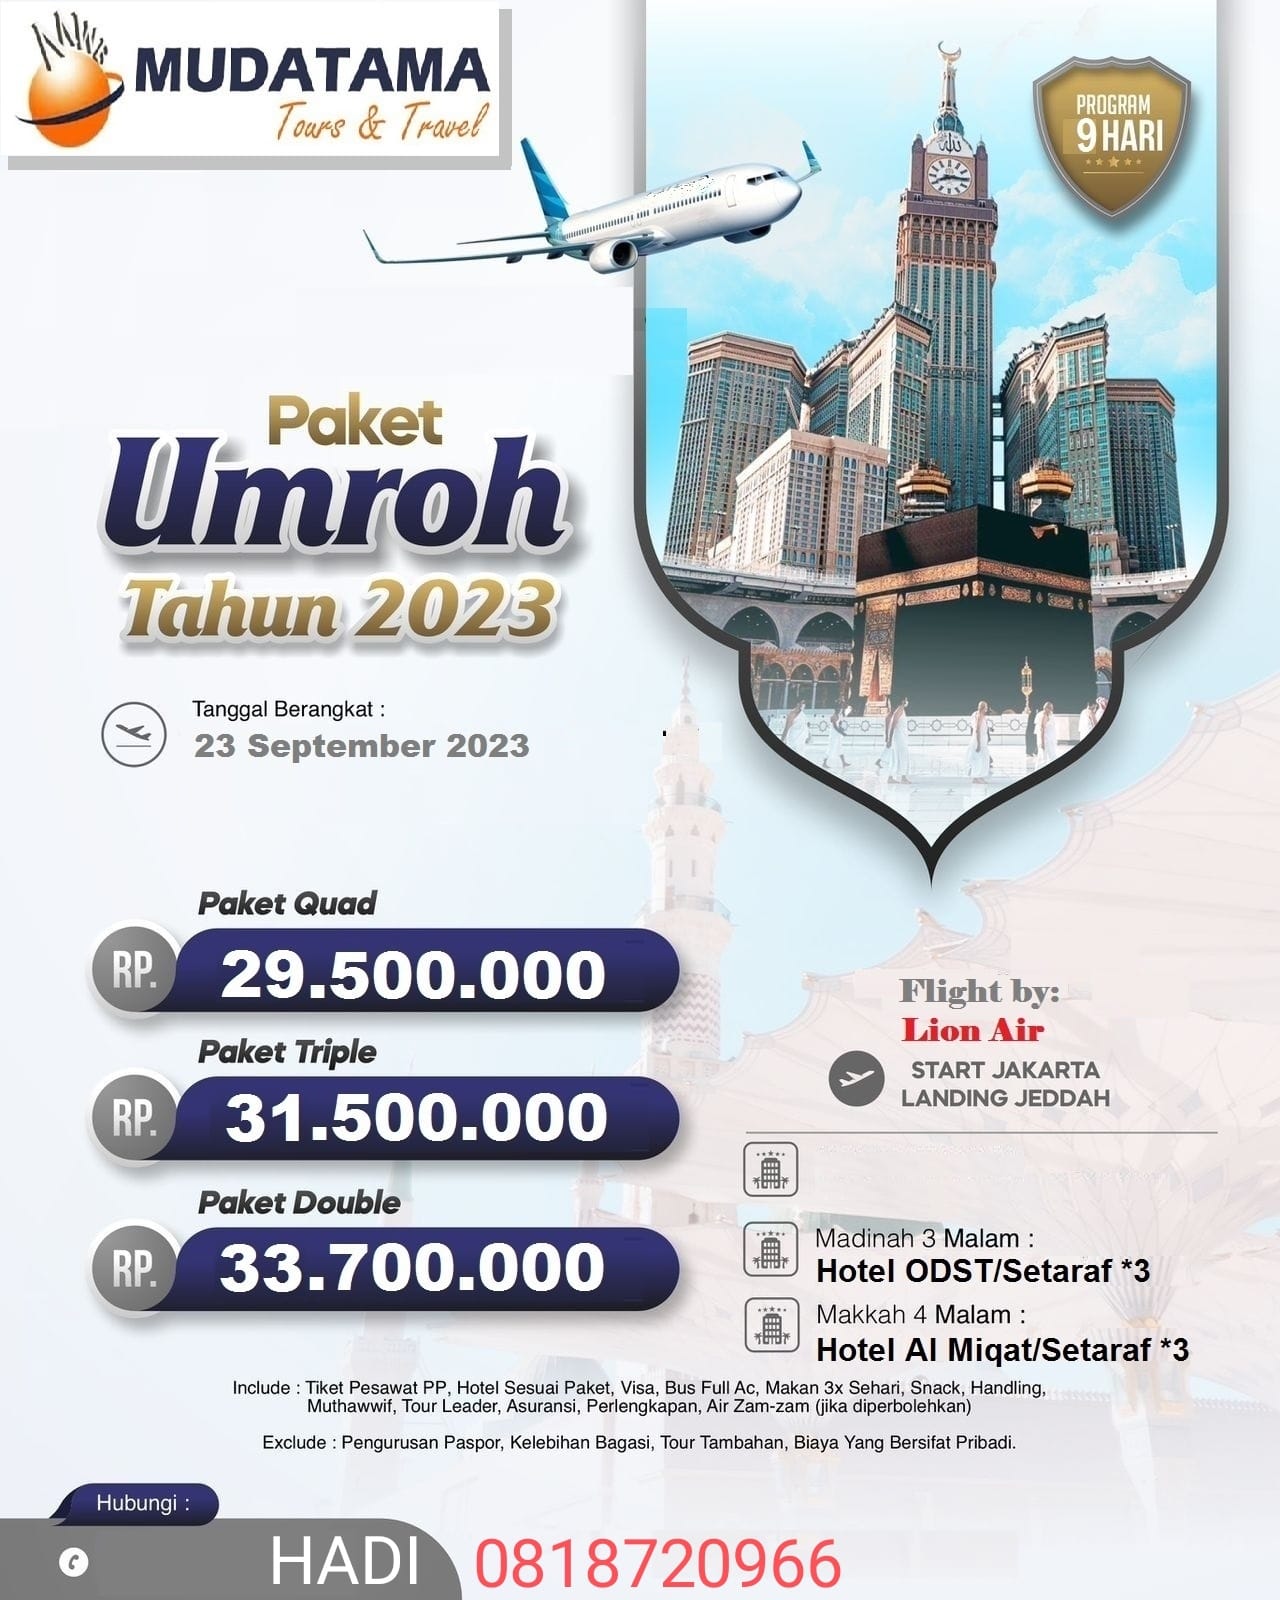 MUDATAMA
Tours & Travel
PROGRAM
9 HARI
Paket
Umroh
Tahun 2023
Tanggal Berangkat :
23 September 2023
Paket Quad
RP. 29.500.000
Paket Triple
RP. 31.500.000
Paket Double
RP. 33.700.000
Flight by:
Lion Air
START JAKARTA
LANDING JEDDAH
Madinah 3 Malam :
Hotel ODST/Setaraf *3
Makkah 4 Malam :
Hotel Al Miqat/Setaraf *3
Include : Tiket Pesawat PP, Hotel Sesuai Paket, Visa, Bus Full Ac, Makan 3x Sehari, Snack, Handling,
Muthawwif, Tour Leader, Asuransi, Perlengkapan, Air Zam-zam (jika diperbolehkan)
Exclude : Pengurusan Paspor, Kelebihan Bagasi, Tour Tambahan, Biaya Yang Bersifat Pribadi.
Hubungi :
HADI 0818720966